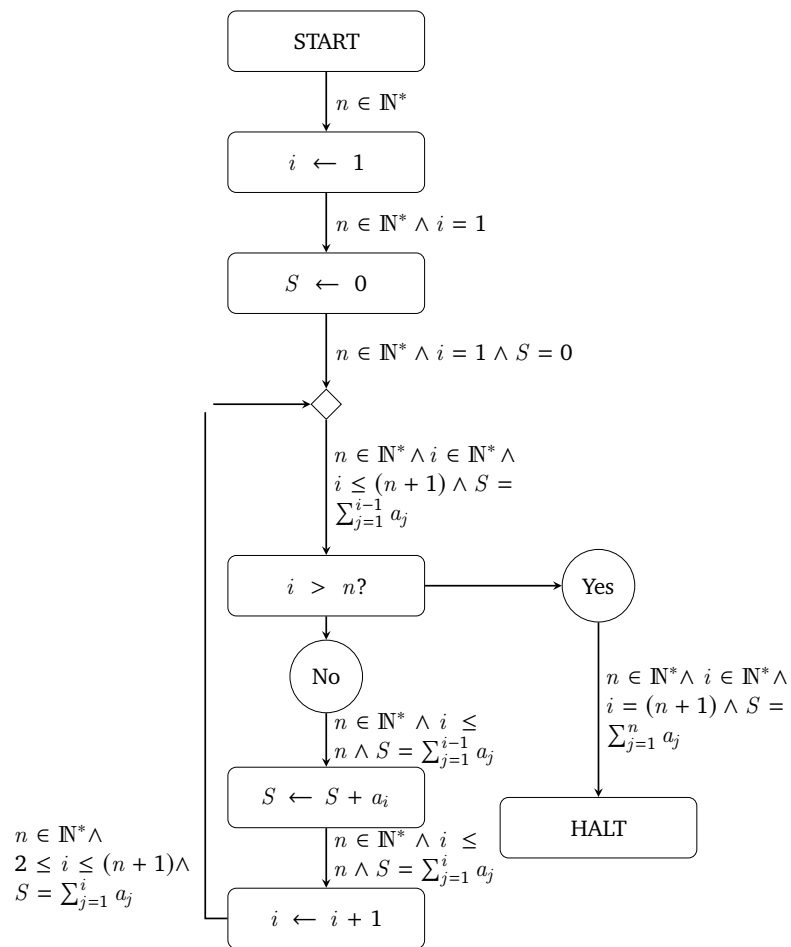 START
n ∈ ℕ*
i ← 1
n ∈ ℕ* ∧ i = 1
S ← 0
n ∈ ℕ* ∧ i = 1 ∧ S = 0
n ∈ ℕ* ∧ i ∈ ℕ* ∧
i ≤ (n + 1) ∧ S =
∑_{j=1}^{i−1} a_j
i > n?
Yes
No
n ∈ ℕ* ∧ i ∈ ℕ* ∧
i = (n + 1) ∧ S =
∑_{j=1}^{n} a_j
n ∈ ℕ* ∧ i ≤
n ∧ S = ∑_{j=1}^{i−1} a_j
S ← S + a_i
HALT
n ∈ ℕ* ∧ i ≤
n ∧ S = ∑_{j=1}^{i} a_j
n ∈ ℕ* ∧
2 ≤ i ≤ (n + 1) ∧
S = ∑_{j=1}^{i} a_j
i ← i + 1